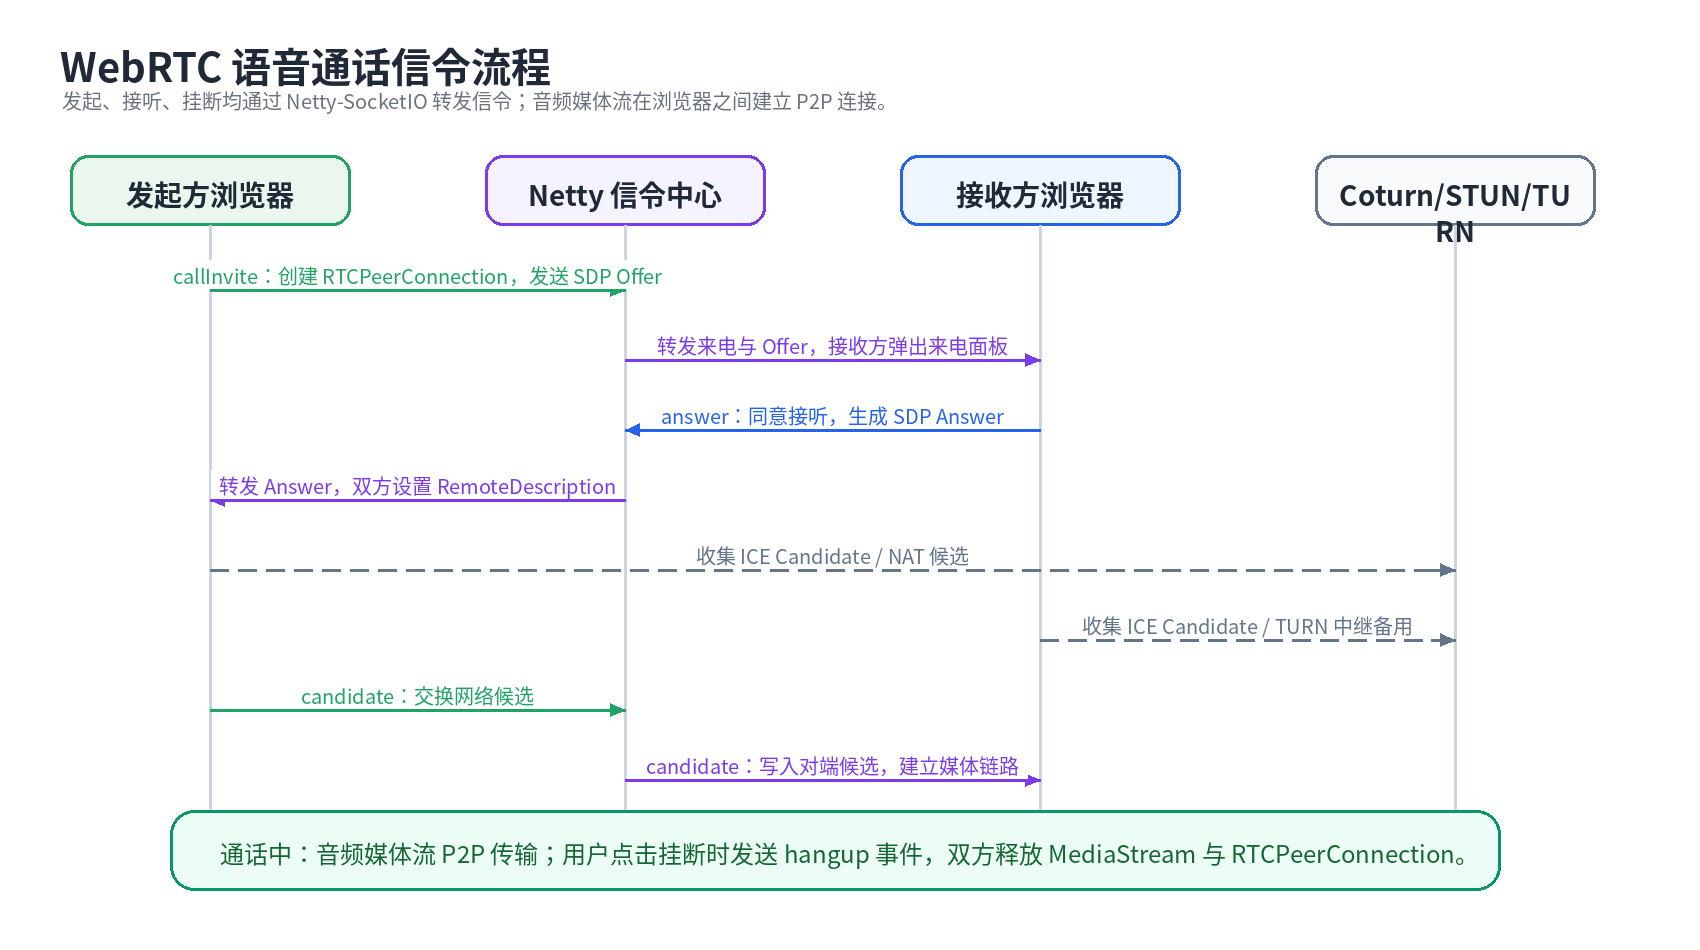 WebRTC 语音通话信令流程
发起、接听、挂断均通过 Netty-SocketIO 转发信令；音频媒体流在浏览器之间建立 P2P 连接。
发起方浏览器
Netty 信令中心
接收方浏览器
Coturn/STUN/TU
RN
callInvite：创建 RTCPeerConnection，发送 SDP Offer
转发来电与 Offer，接收方弹出来电面板
answer：同意接听，生成 SDP Answer
转发 Answer，双方设置 RemoteDescription
收集 ICE Candidate / NAT 候选
收集 ICE Candidate / TURN 中继备用
candidate：交换网络候选
candidate：写入对端候选，建立媒体链路
通话中：音频媒体流 P2P 传输；用户点击挂断时发送 hangup 事件，双方释放 MediaStream 与 RTCPeerConnection。